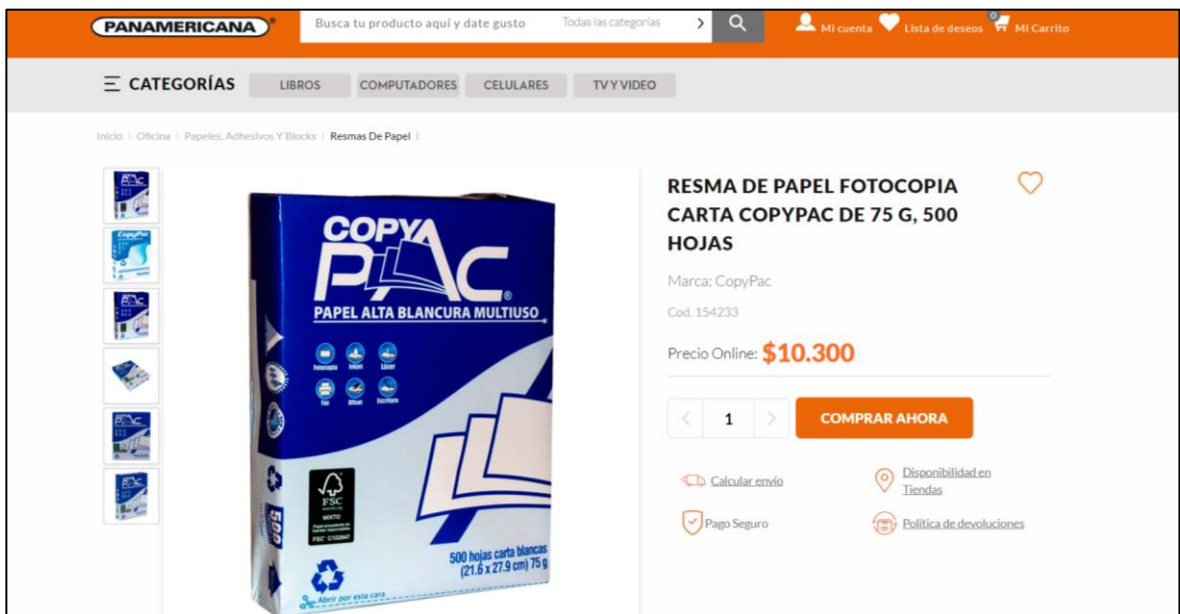 PANAMERICANA
Busca tu producto aquí y date gusto
Todas las categorías
Mi cuenta
Lista de deseos
0
Mi Carrito
CATEGORÍAS
LIBROS
COMPUTADORES
CELULARES
TV Y VIDEO
Inicio | Oficina | Papeles, Adhesivos Y Blocks | Resmas De Papel |
RESMA DE PAPEL FOTOCOPIA
CARTA COPYPAC DE 75 G, 500
HOJAS
Marca: CopyPac
Cod. 154233
Precio Online: $10.300
1
COMPRAR AHORA
Calcular envío
Disponibilidad en
Tiendas
Pago Seguro
Política de devoluciones
COPY
PAC®
PAPEL ALTA BLANCURA MULTIUSO
Fotocopia
Inkjet
Láser
Fax
Offset
Escritura
FSC
MIXTO
FSC® C102947
500
500 hojas carta blancas
(21.6 x 27.9 cm) 75 g
Abrir por esta cara